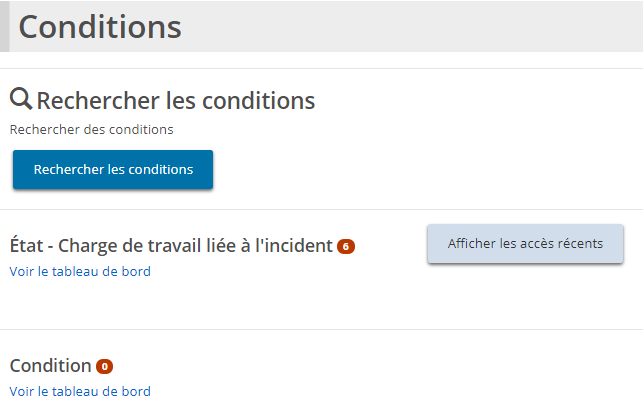 Conditions
Rechercher les conditions
Rechercher des conditions
Rechercher les conditions
État - Charge de travail liée à l'incident 6
Afficher les accès récents
Voir le tableau de bord
Condition 0
Voir le tableau de bord